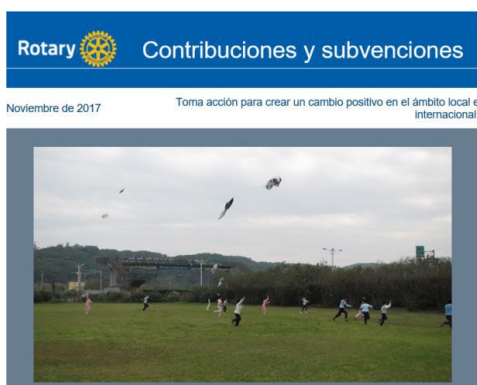 Rotary
Contribuciones y subvenciones
Noviembre de 2017
Toma acción para crear un cambio positivo en el ámbito local e
internacional